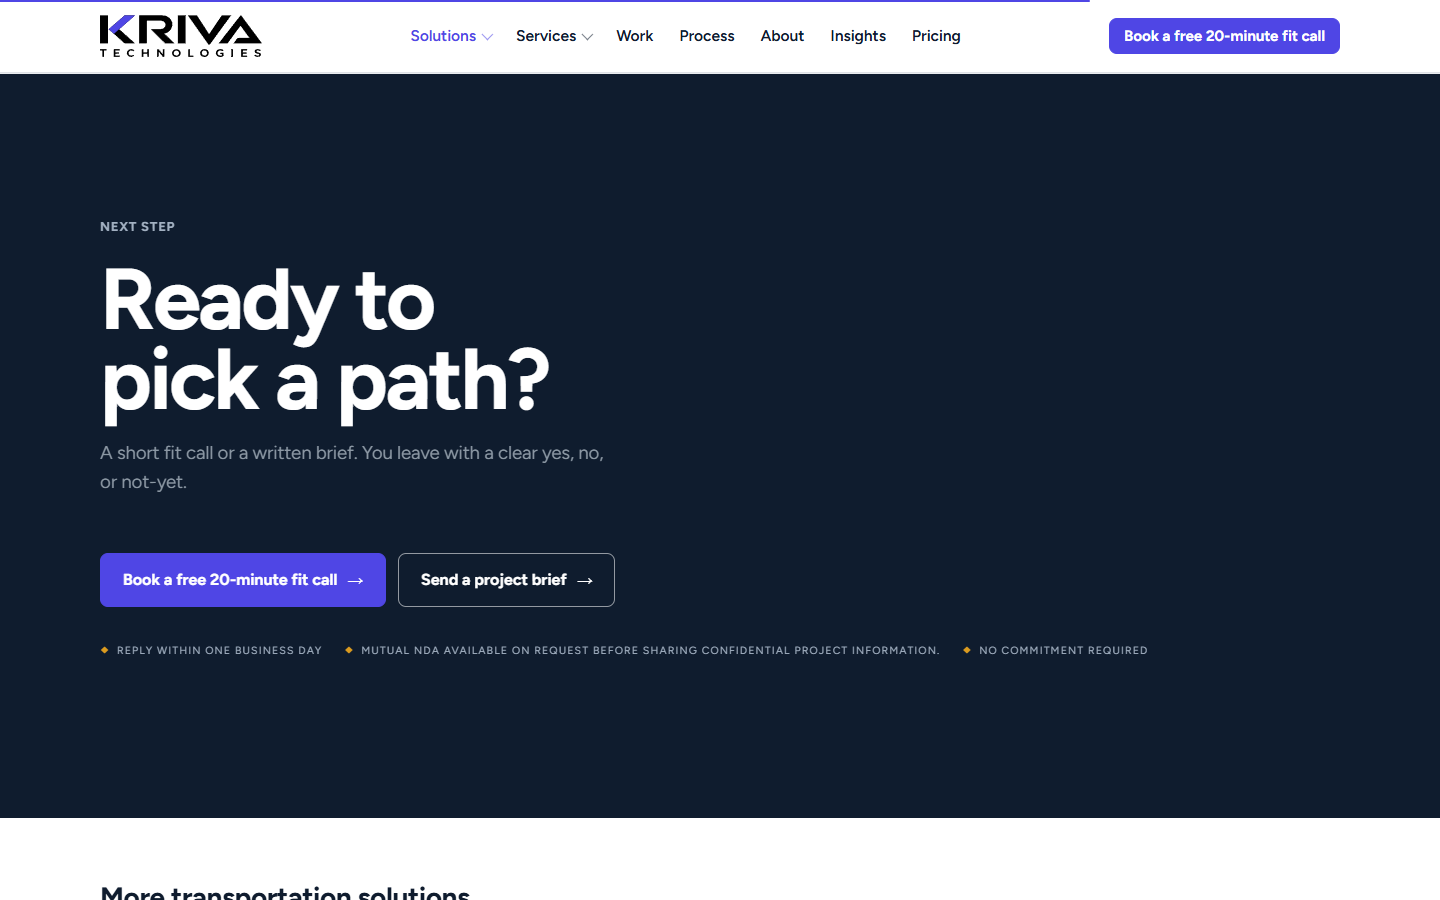 KRIVA
TECHNOLOGIES
Solutions Services Work Process About Insights Pricing
Book a free 20-minute fit call
NEXT STEP
Ready to
pick a path?
A short fit call or a written brief. You leave with a clear yes, no,
or not-yet.
Book a free 20-minute fit call →
Send a project brief →
REPLY WITHIN ONE BUSINESS DAY
MUTUAL NDA AVAILABLE ON REQUEST BEFORE SHARING CONFIDENTIAL PROJECT INFORMATION.
NO COMMITMENT REQUIRED
More transportation solutions